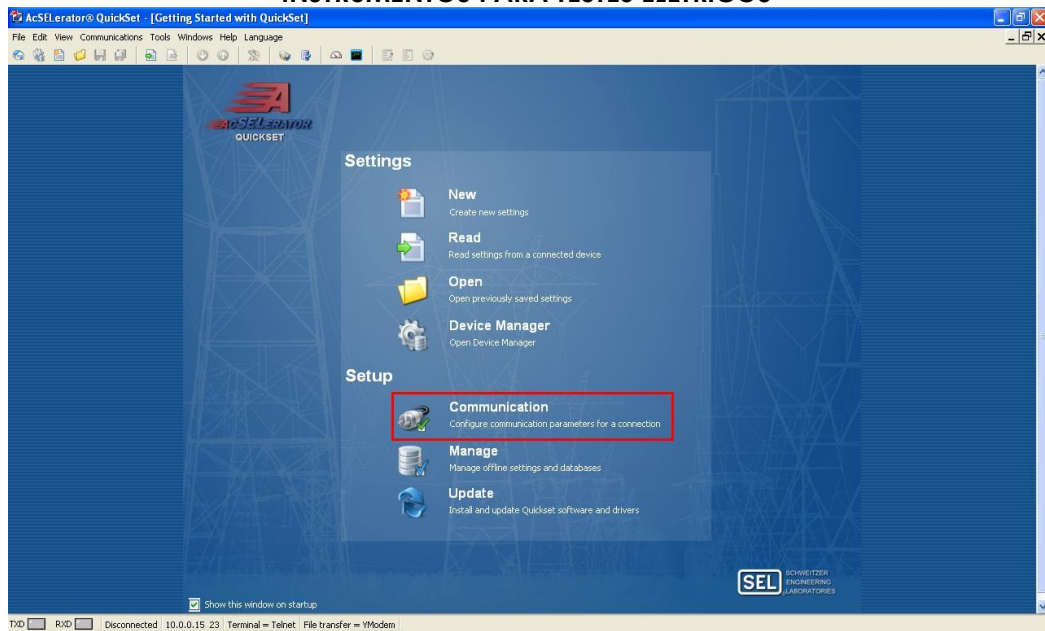 INSTRUMENTOS PARA TESTES ELÉTRICOS
AcSELerator® QuickSet - [Getting Started with QuickSet]
File Edit View Communications Tools Windows Help Language
ACSELERATOR
QUICKSET
Settings
New
Create new settings
Read
Read settings from a connected device
Open
Open previously saved settings
Device Manager
Open Device Manager
Setup
Communication
Configure communication parameters for a connection
Manage
Manage offline settings and databases
Update
Install and update Quickset software and drivers
SEL SCHWEITZER
ENGINEERING
LABORATORIES
Show this window on startup
TXD RXD Disconnected 10.0.0.15 23 Terminal = Telnet File transfer = YModem